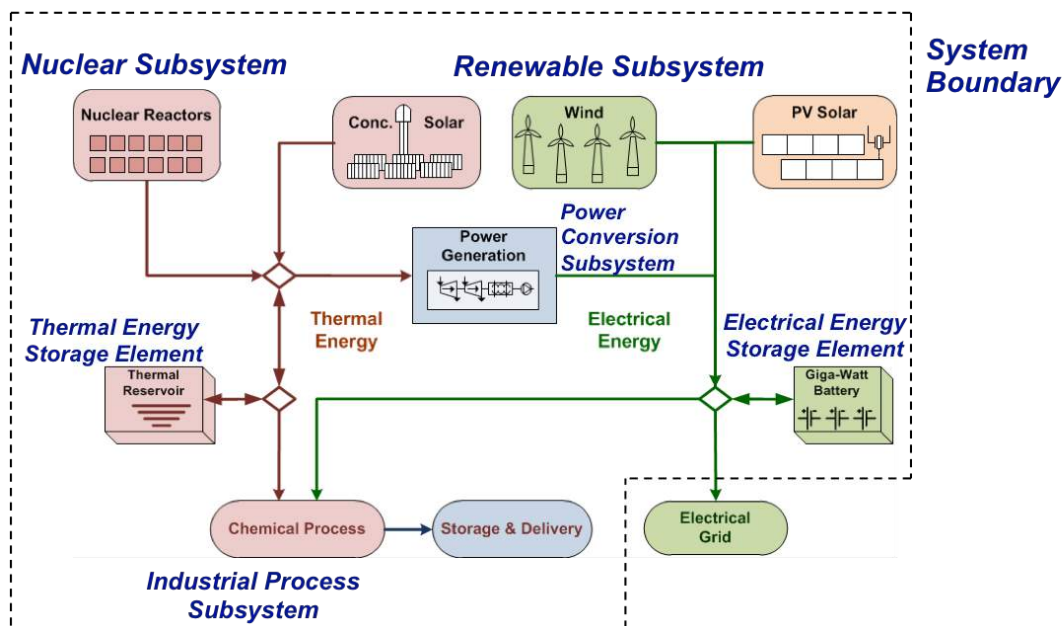 Nuclear Subsystem
Renewable Subsystem
System
Boundary
Nuclear Reactors
Conc. Solar
Wind
PV Solar
Power
Conversion
Subsystem
Power
Generation
Thermal Energy
Storage Element
Thermal
Energy
Electrical
Energy
Electrical Energy
Storage Element
Thermal
Reservoir
Giga-Watt
Battery
Chemical Process
Storage & Delivery
Electrical
Grid
Industrial Process
Subsystem